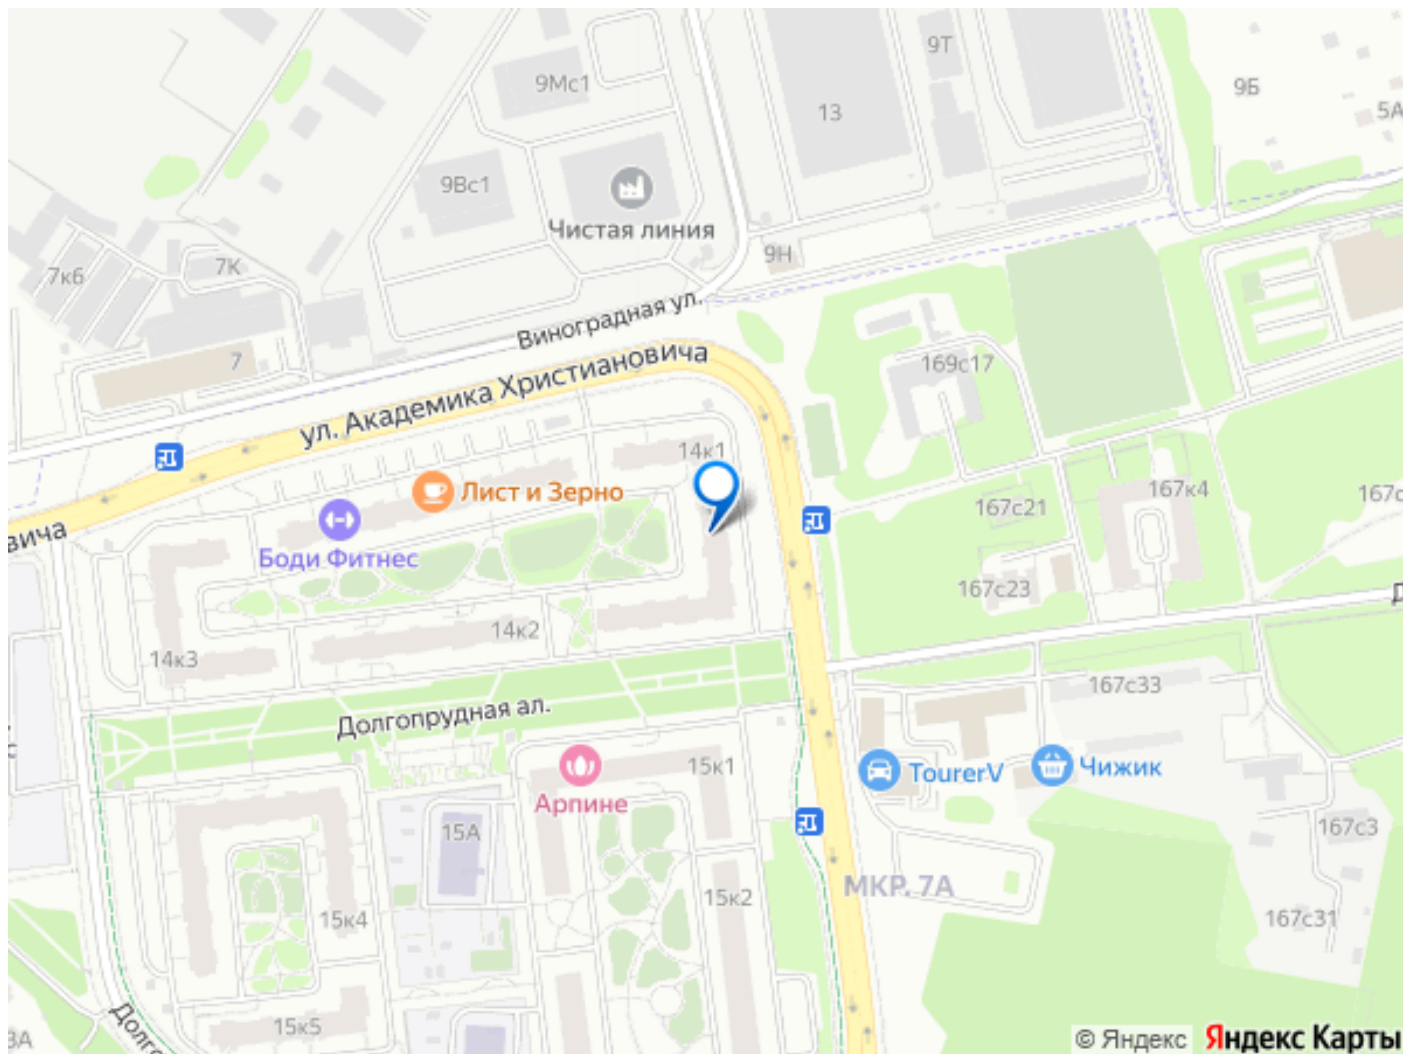 9Т
9Мс1
9Б
13
5А
9Вс1
Чистая линия
9Н
7К
7к6
Виноградная ул.
7
ул. Академика Христиановича
169с17
14к1
Лист и Зерно
167к4
167с
167с21
вича
Боди Фитнес
167с23
14к2
14к3
167с33
Долгопрудная ал.
15к1
TourerV
Чижик
Арпине
15А
167с3
МКР. 7А
15к2
15к4
167с31
15к5
Долго
© Яндекс Яндекс Карты